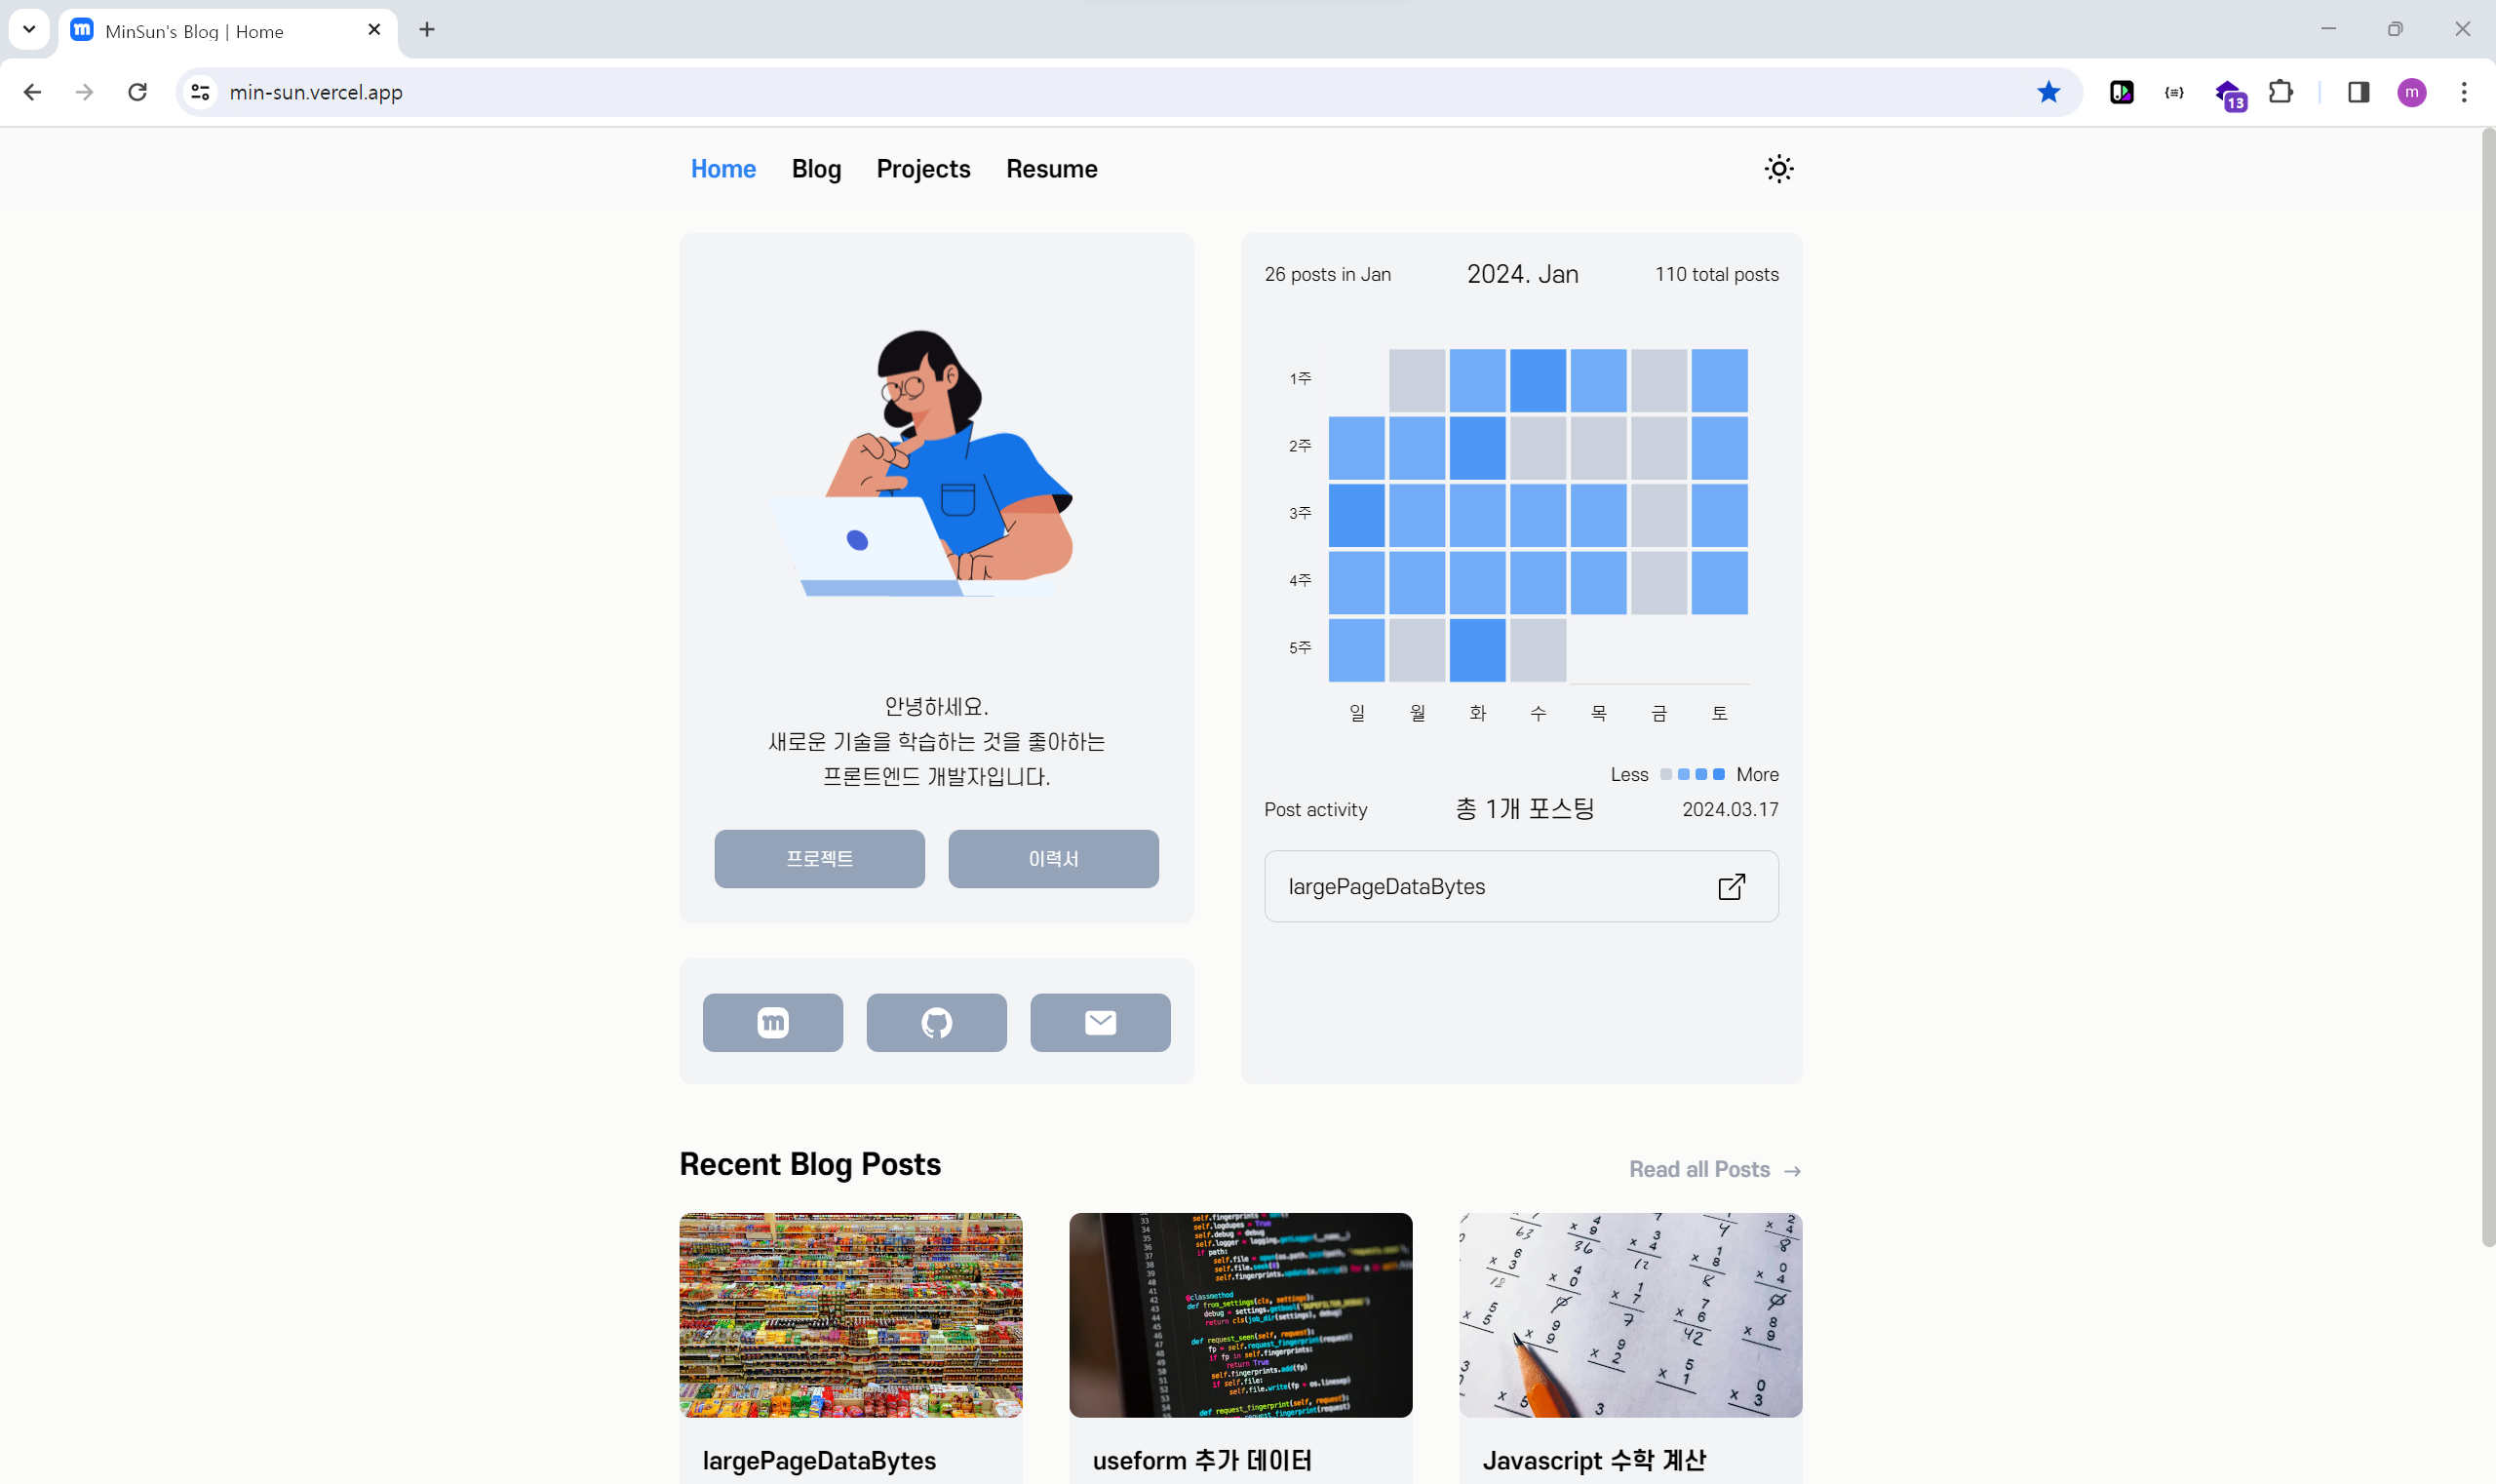 MinSun's Blog | Home
min-sun.vercel.app
13
m
Home Blog Projects Resume
26 posts in Jan 2024. Jan 110 total posts
1주
2주
3주
4주
5주
일 월 화 수 목 금 토
Less More
Post activity 총 1개 포스팅 2024.03.17
largePageDataBytes
안녕하세요.
새로운 기술을 학습하는 것을 좋아하는
프론트엔드 개발자입니다.
프로젝트 이력서
Recent Blog Posts Read all Posts →
largePageDataBytes
useform 추가 데이터
Javascript 수학 계산